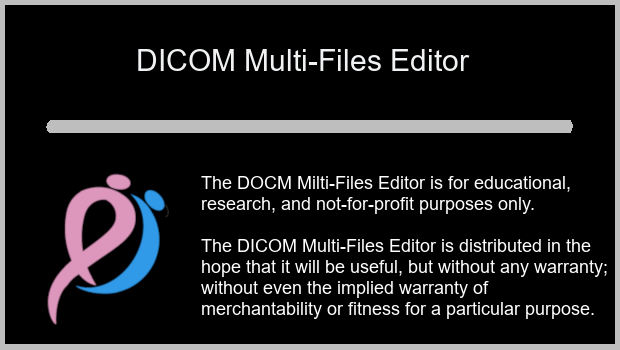 DICOM Multi-Files Editor
The DOCM Milti-Files Editor is for educational,
research, and not-for-profit purposes only.
The DICOM Multi-Files Editor is distributed in the
hope that it will be useful, but without any warranty;
without even the implied warranty of
merchantability or fitness for a particular purpose.